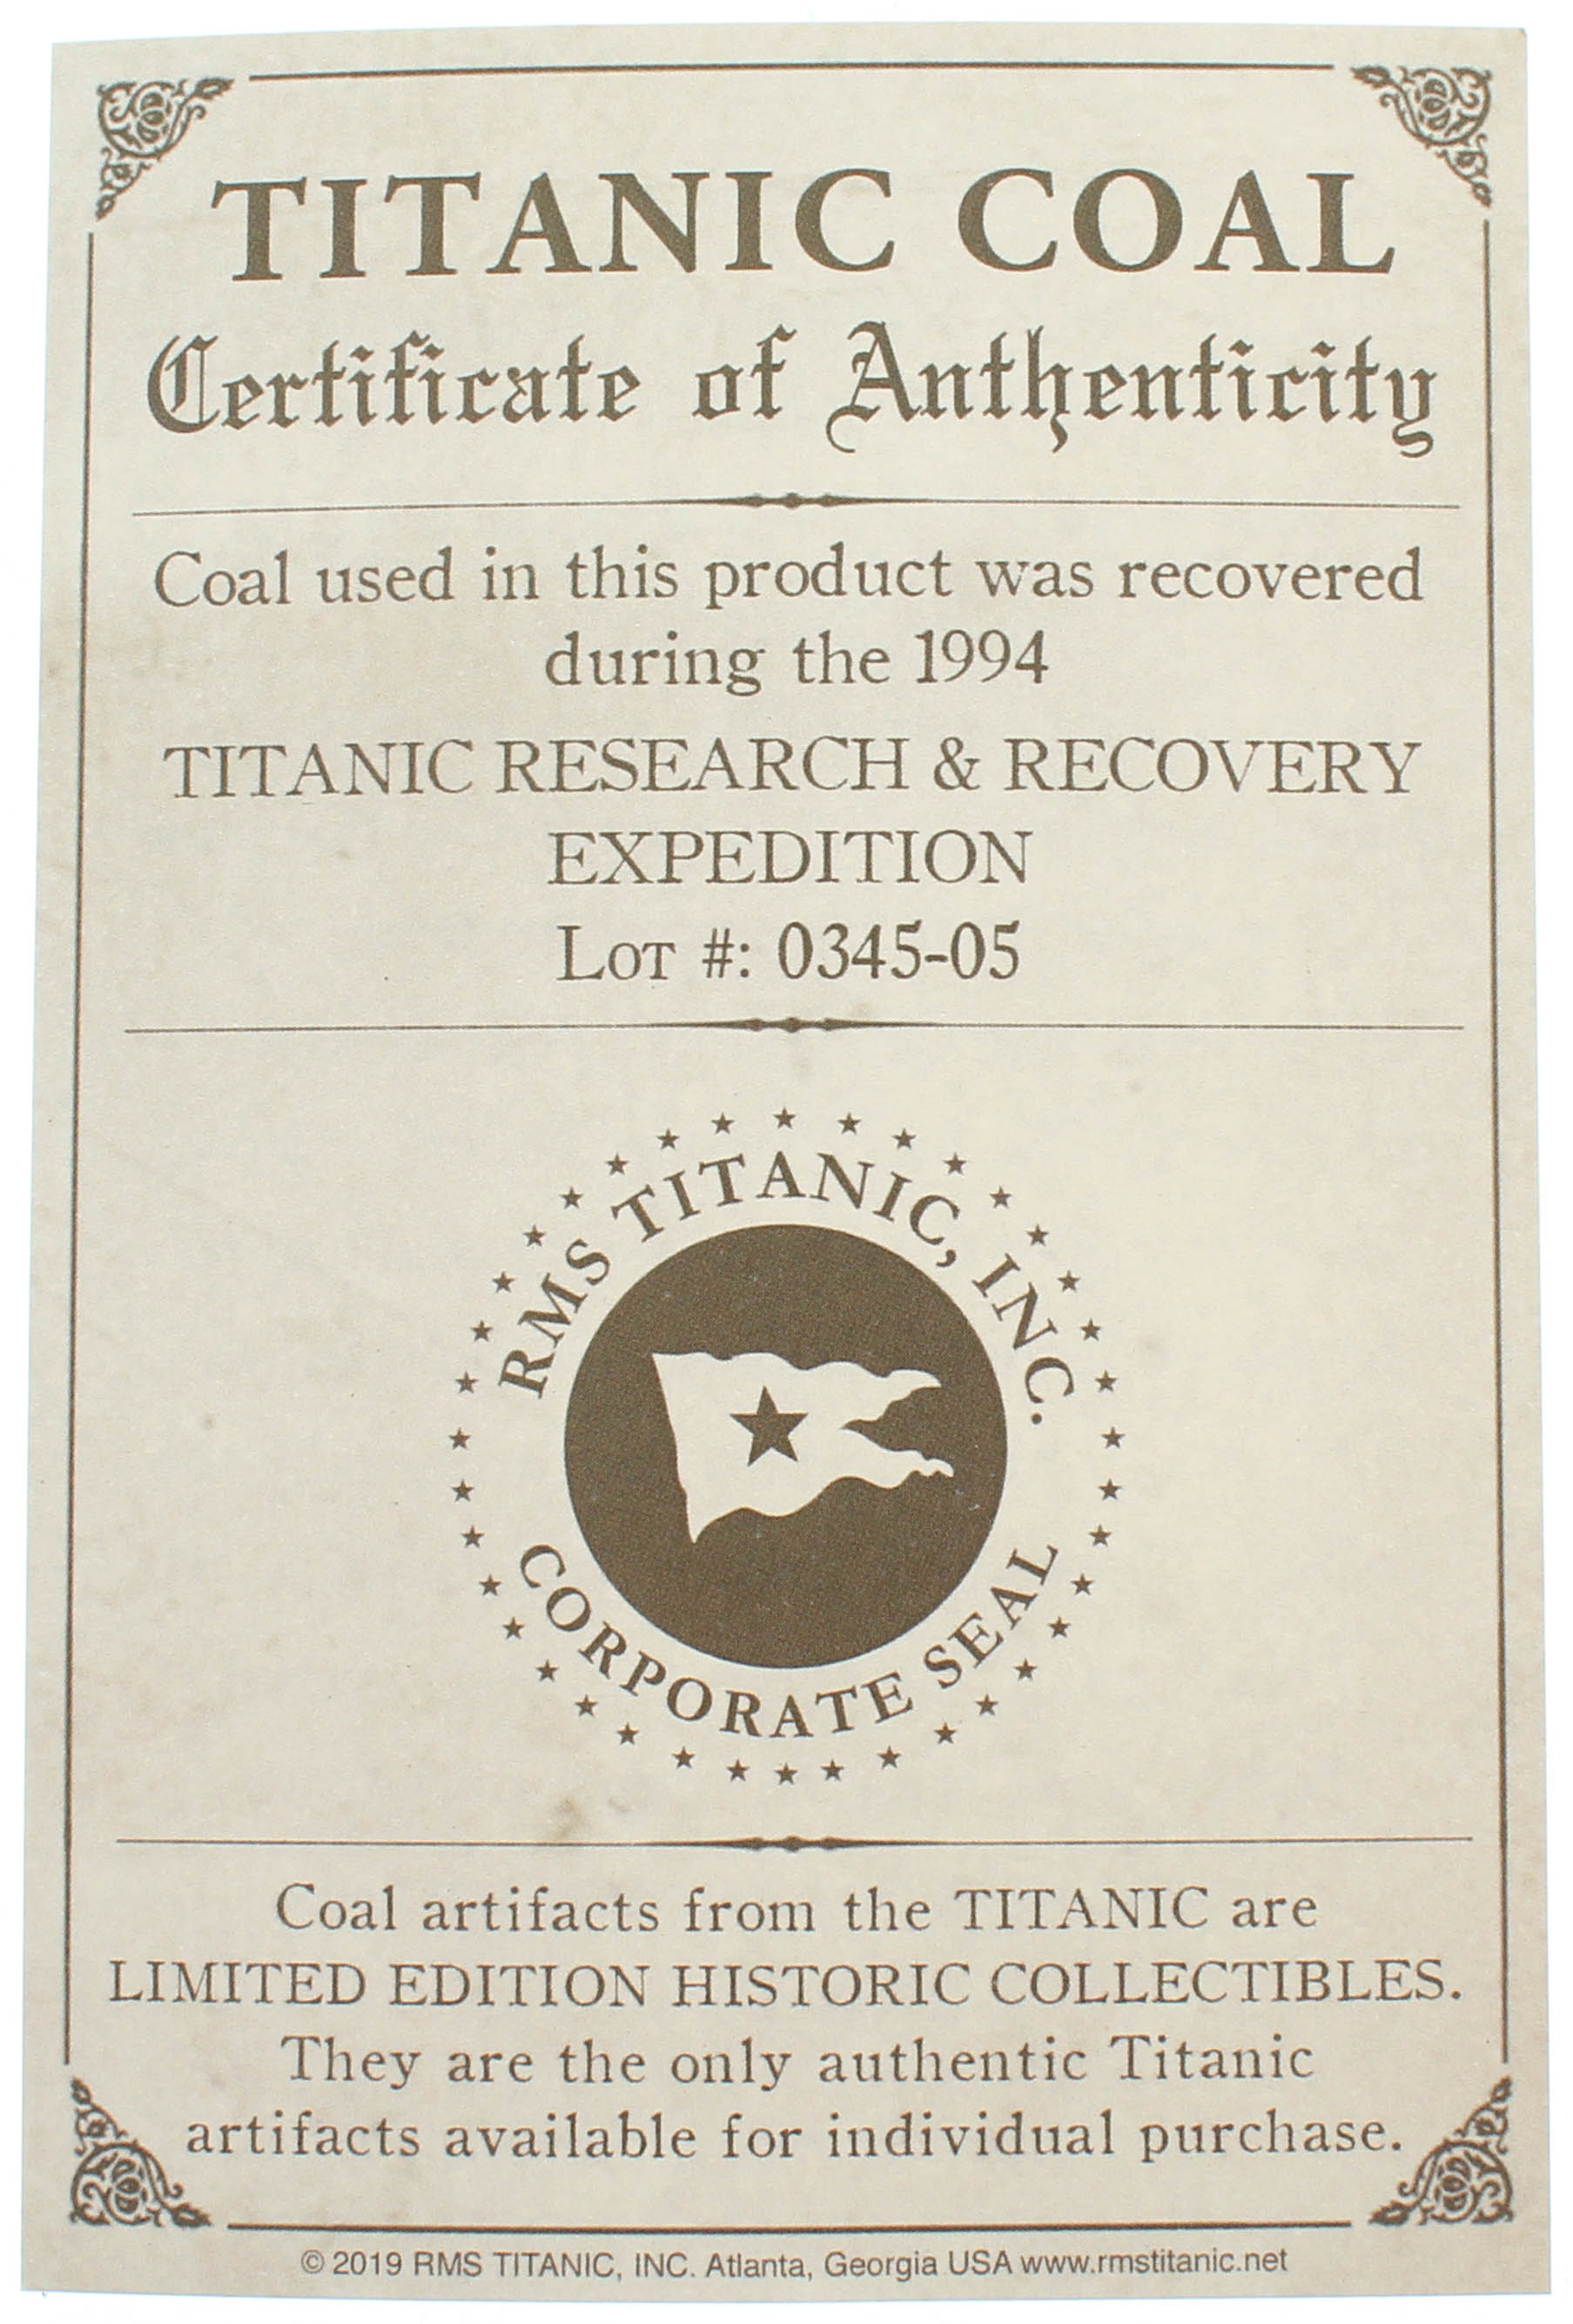 TITANIC COAL
Certificate of Authenticity
Coal used in this product was recovered
during the 1994
TITANIC RESEARCH & RECOVERY
EXPEDITION
LOT #: 0345-05
RMS TITANIC, INC.
CORPORATE SEAL
Coal artifacts from the TITANIC are
LIMITED EDITION HISTORIC COLLECTIBLES.
They are the only authentic Titanic
artifacts available for individual purchase.
© 2019 RMS TITANIC, INC. Atlanta, Georgia USA www.rmstitanic.net